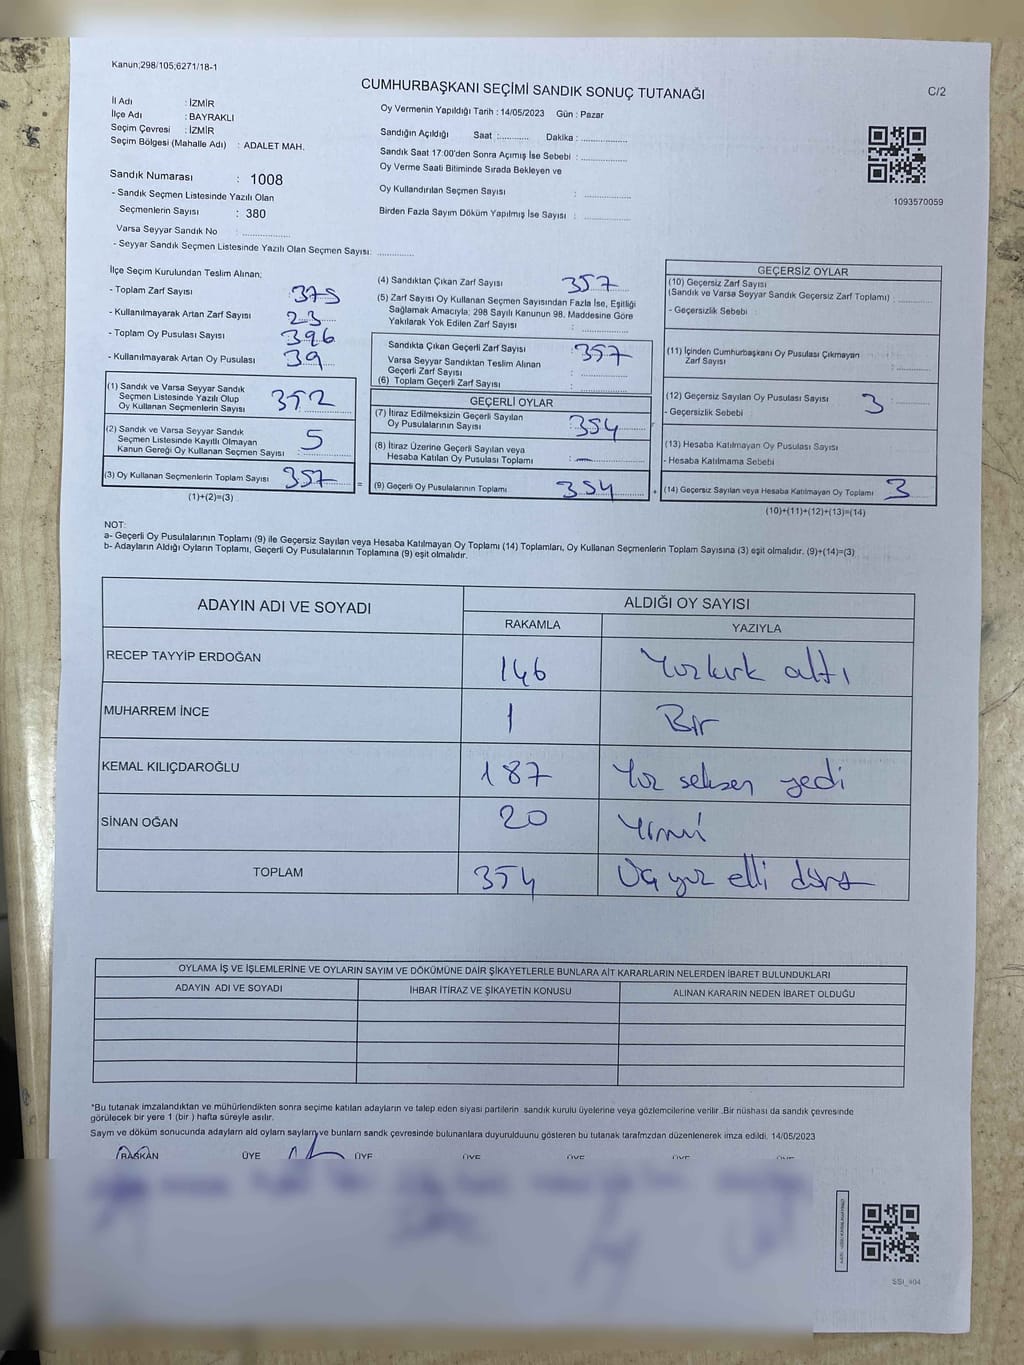 Kanun;298/105;6271/18-1
CUMHURBAŞKANI SEÇİMİ SANDIK SONUÇ TUTANAĞI
C/2
İl Adı : İZMİR
İlçe Adı : BAYRAKLI
Seçim Çevresi : İZMİR
Seçim Bölgesi (Mahalle Adı) : ADALET MAH.
Oy Vermenin Yapıldığı Tarih : 14/05/2023 Gün : Pazar
Sandığın Açıldığı Saat :........... Dakika : ................
Sandık Saat 17:00'den Sonra Açımış İse Sebebi : ..............
Oy Verme Saati Bitiminde Sırada Bekleyen ve
Oy Kullandırılan Seçmen Sayısı : ..............
Birden Fazla Sayım Döküm Yapılmış İse Sayısı : ..............
1093570059
Sandık Numarası : 1008
- Sandık Seçmen Listesinde Yazılı Olan
Seçmenlerin Sayısı : 380
Varsa Seyyar Sandık No : ..............
- Seyyar Sandık Seçmen Listesinde Yazılı Olan Seçmen Sayısı: ............
İlçe Seçim Kurulundan Teslim Alınan;
- Toplam Zarf Sayısı 375
- Kullanılmayarak Artan Zarf Sayısı 23
- Toplam Oy Pusulası Sayısı 396
- Kullanılmayarak Artan Oy Pusulası 39
(1) Sandık ve Varsa Seyyar Sandık
Seçmen Listesinde Yazılı Olup
Oy Kullanan Seçmenlerin Sayısı 352
(2) Sandık ve Varsa Seyyar Sandık
Seçmen Listesinde Kayıtlı Olmayan
Kanun Gereği Oy Kullanan Seçmen Sayısı 5
(3) Oy Kullanan Seçmenlerin Toplam Sayısı 357
(1)+(2)=(3)
=
(4) Sandıktan Çıkan Zarf Sayısı 357
(5) Zarf Sayısı Oy Kullanan Seçmen Sayısından Fazla İse, Eşitliği
Sağlamak Amacıyla; 298 Sayılı Kanunun 98. Maddesine Göre
Yakılarak Yok Edilen Zarf Sayısı : ..............
Sandıkta Çıkan Geçerli Zarf Sayısı : 357
Varsa Seyyar Sandıktan Teslim Alınan
Geçerli Zarf Sayısı : ..............
(6) Toplam Geçerli Zarf Sayısı : ..............
GEÇERLİ OYLAR
(7) İtiraz Edilmeksizin Geçerli Sayılan
Oy Pusulalarının Sayısı 354
(8) İtiraz Üzerine Geçerli Sayılan veya
Hesaba Katılan Oy Pusulası Toplamı : —
(9) Geçerli Oy Pusulalarının Toplamı 354
+
GEÇERSİZ OYLAR
(10) Geçersiz Zarf Sayısı
(Sandık ve Varsa Seyyar Sandık Geçersiz Zarf Toplamı) : ..........
- Geçersizlik Sebebi :
(11) İçinden Cumhurbaşkanı Oy Pusulası Çıkmayan
Zarf Sayısı : ..........
(12) Geçersiz Sayılan Oy Pusulası Sayısı 3
- Geçersizlik Sebebi
(13) Hesaba Katılmayan Oy Pusulası Sayısı
- Hesaba Katılmama Sebebi
(14) Geçersiz Sayılan veya Hesaba Katılmayan Oy Toplamı 3
(10)+(11)+(12)+(13)=(14)
NOT:
a- Geçerli Oy Pusulalarının Toplamı (9) ile Geçersiz Sayılan veya Hesaba Katılmayan Oy Toplamı (14) Toplamları, Oy Kullanan Seçmenlerin Toplam Sayısına (3) eşit olmalıdır. (9)+(14)=(3)
b- Adayların Aldığı Oyların Toplamı, Geçerli Oy Pusulalarının Toplamına (9) eşit olmalıdır.
ADAYIN ADI VE SOYADI
ALDIĞI OY SAYISI
RAKAMLA YAZIYLA
RECEP TAYYİP ERDOĞAN 146 Yüzkırk altı
MUHARREM İNCE 1 Bir
KEMAL KILIÇDAROĞLU 187 Yüz seksen yedi
SİNAN OĞAN 20 Yirmi
TOPLAM 354 Üç yüz elli dört
OYLAMA İŞ VE İŞLEMLERİNE VE OYLARIN SAYIM VE DÖKÜMÜNE DAİR ŞİKAYETLERLE BUNLARA AİT KARARLARIN NELERDEN İBARET BULUNDUKLARI
ADAYIN ADI VE SOYADI İHBAR İTİRAZ VE ŞİKAYETİN KONUSU ALINAN KARARIN NEDEN İBARET OLDUĞU
*Bu tutanak imzalandıktan ve mühürlendikten sonra seçime katılan adayların ve talep eden siyasi partilerin sandık kurulu üyelerine veya gözlemcilerine verilir .Bir nüshası da sandık çevresinde
görülecek bir yere 1 (bir ) hafta süreyle asılır.
Sayım ve döküm sonucunda adayların ald oyların sayları ve bunların sandk çevresinde bulunanlara duyurulduunu gösteren bu tutanak tarafmzdan düzenlenerek imza edildi. 14/05/2023
BAŞKAN ÜYE ÜYE ÜYE ÜYE ÜYE ÜYE
SSI_404